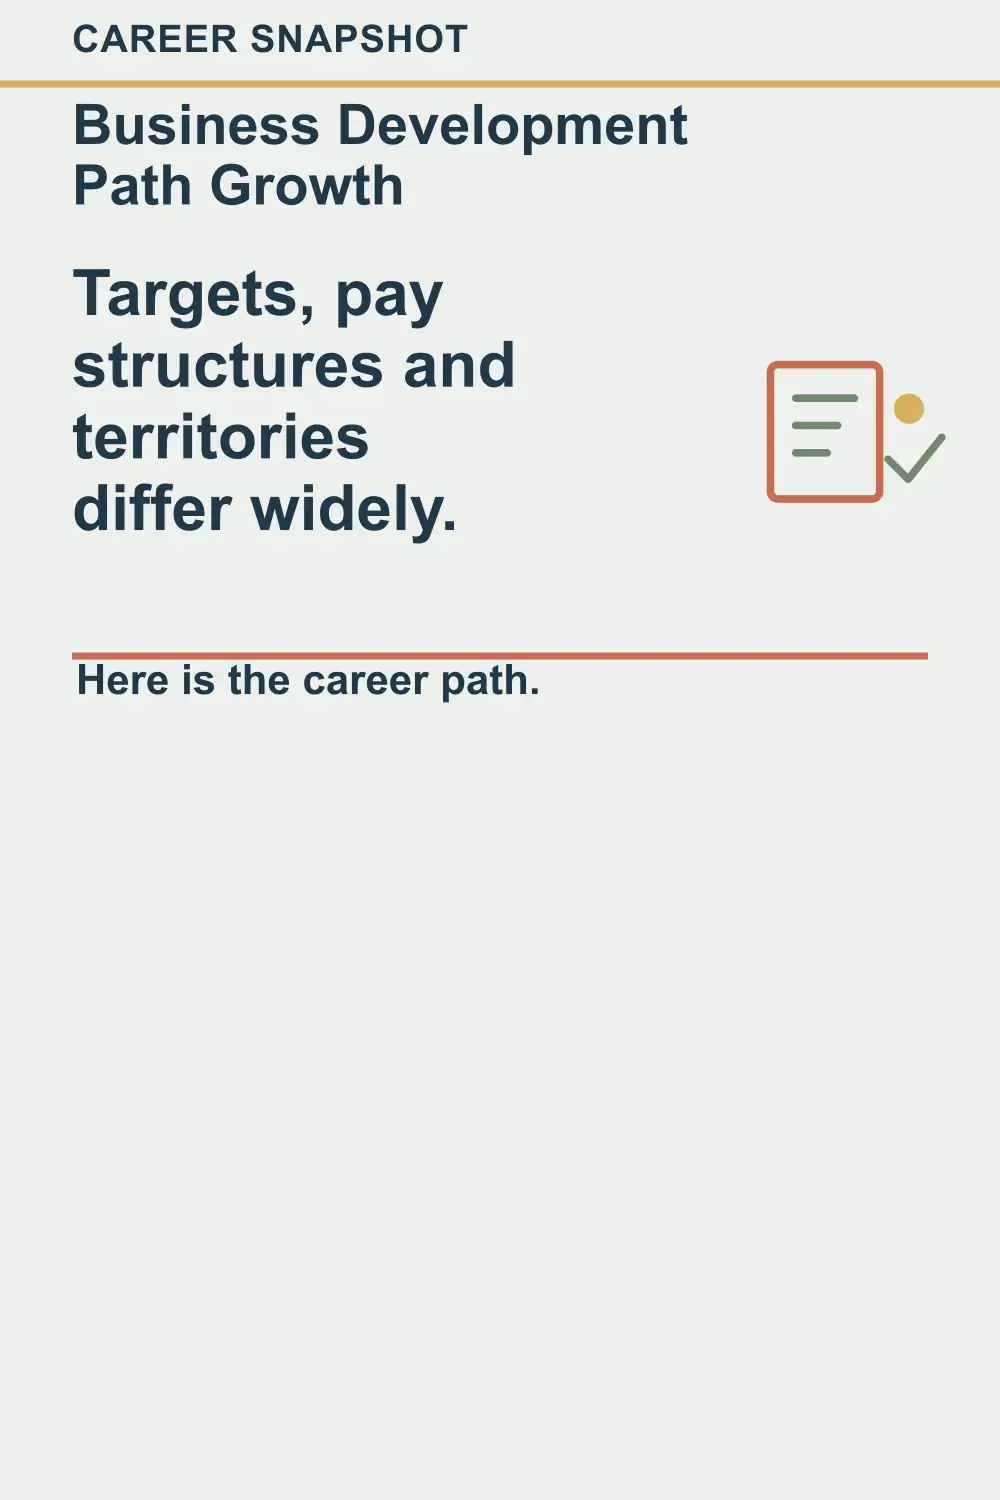 CAREER SNAPSHOT
Business Development
Path Growth
Targets, pay
structures and
territories
differ widely.
Here is the career path.